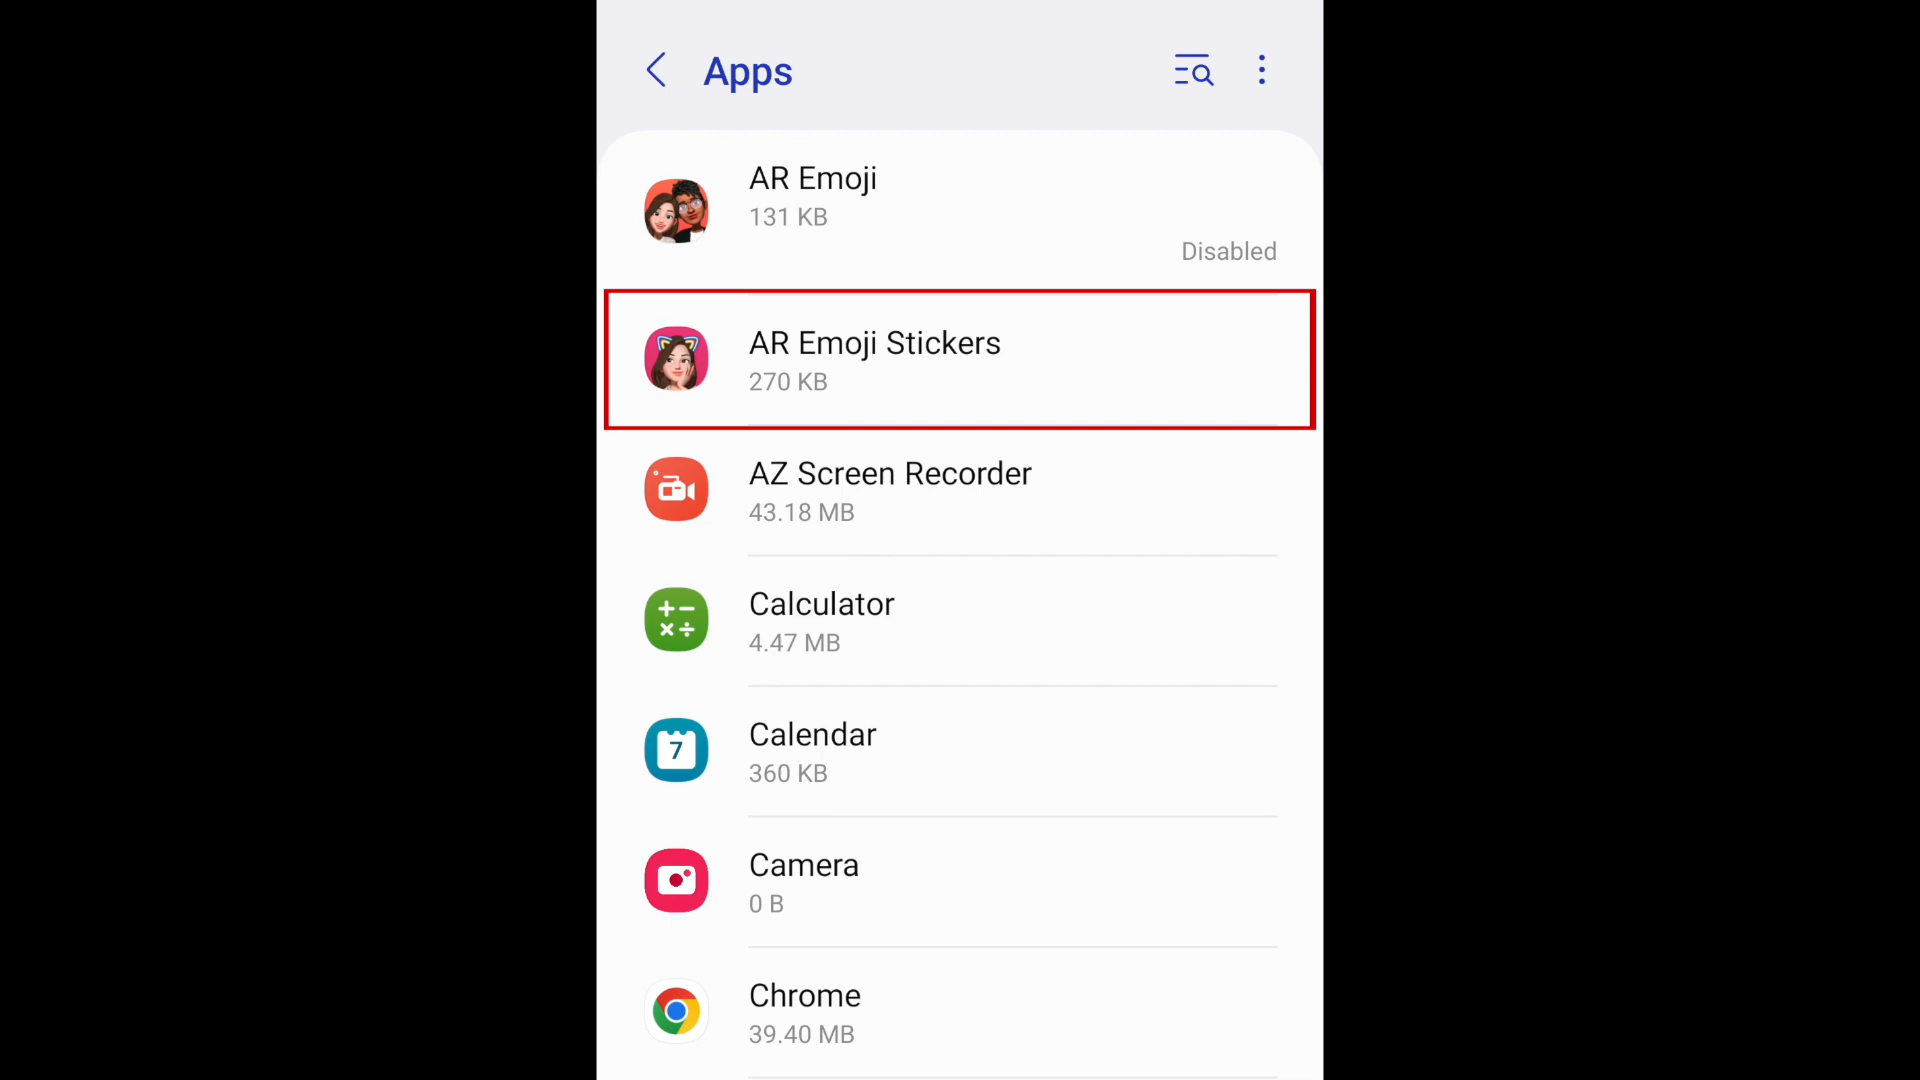 Apps
AR Emoji
131 KB
Disabled
AR Emoji Stickers
270 KB
AZ Screen Recorder
43.18 MB
Calculator
4.47 MB
7
Calendar
360 KB
Camera
0 B
Chrome
39.40 MB